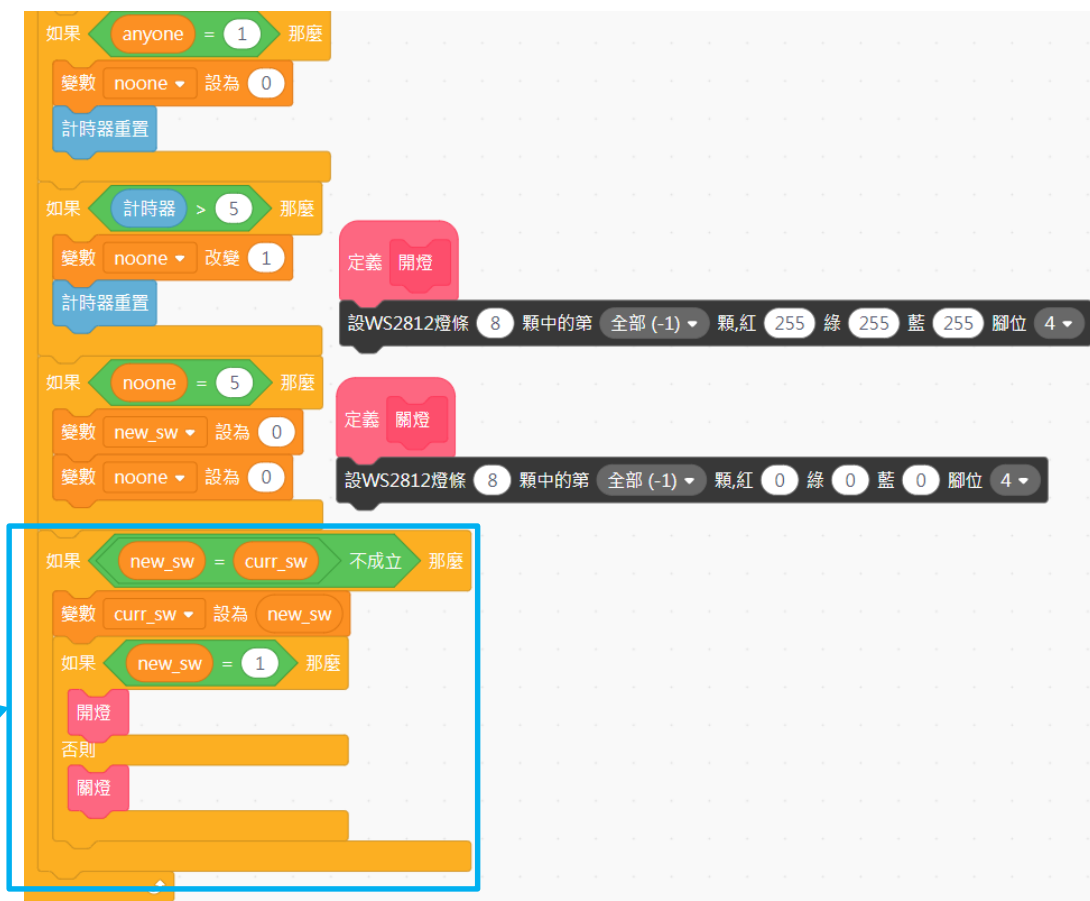 如果 anyone = 1 那麼
變數 noone 設為 0
計時器重置
如果 計時器 > 5 那麼
變數 noone 改變 1
計時器重置
如果 noone = 5 那麼
變數 new_sw 設為 0
變數 noone 設為 0
如果 new_sw = curr_sw 不成立 那麼
變數 curr_sw 設為 new_sw
如果 new_sw = 1 那麼
開燈
否則
關燈
定義 開燈
設WS2812燈條 8 顆中的第 全部 (-1) 顆,紅 255 綠 255 藍 255 腳位 4
定義 關燈
設WS2812燈條 8 顆中的第 全部 (-1) 顆,紅 0 綠 0 藍 0 腳位 4